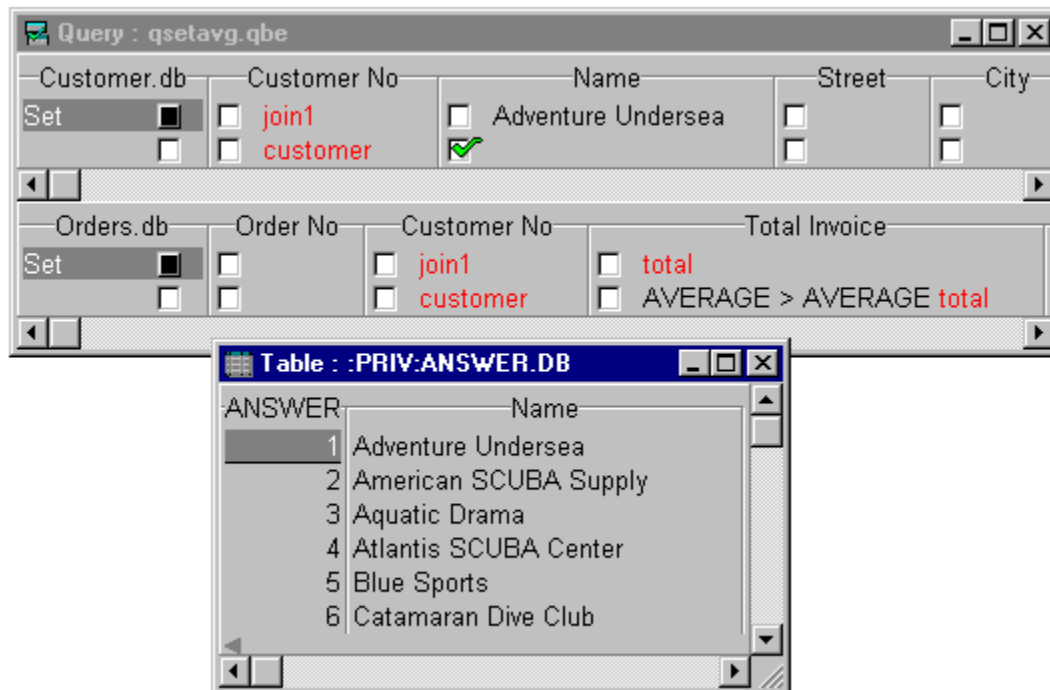 Query : qsetavg.qbe
Customer.db Customer No Name Street City
Set join1 Adventure Undersea
customer
Orders.db Order No Customer No Total Invoice
Set join1 total
customer AVERAGE > AVERAGE total
Table : :PRIV:ANSWER.DB
ANSWER Name
1 Adventure Undersea
2 American SCUBA Supply
3 Aquatic Drama
4 Atlantis SCUBA Center
5 Blue Sports
6 Catamaran Dive Club